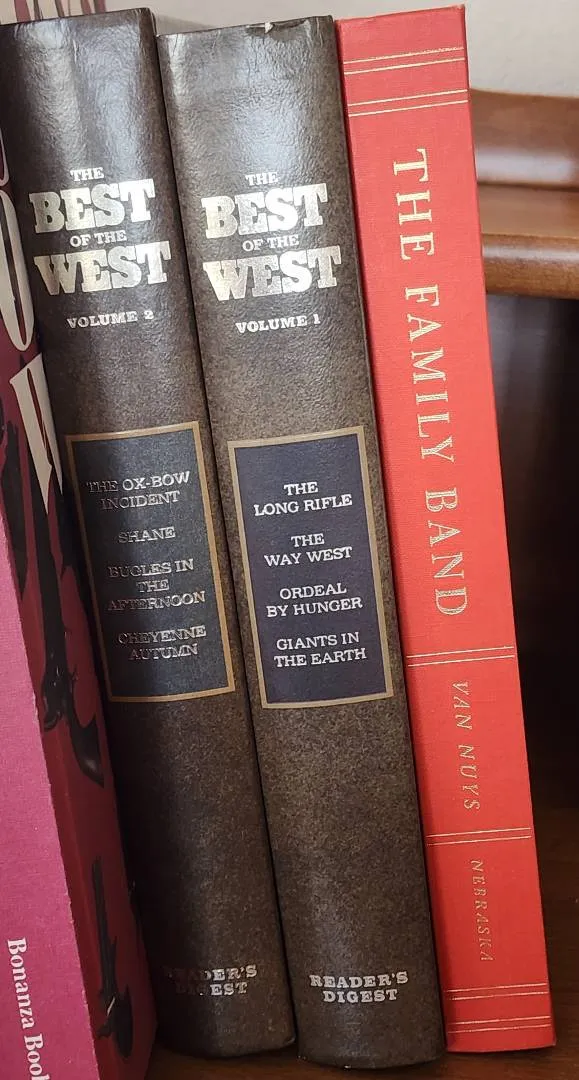 Bonanza
THE
BEST
OF THE
WEST
VOLUME 2
THE OX-BOW
INCIDENT
SHANE
BUGLES IN
THE
AFTERNOON
CHEYENNE
AUTUMN
READER'S
DIGEST
THE
BEST
OF THE
WEST
VOLUME 1
THE
LONG RIFLE
THE
WAY WEST
ORDEAL
BY HUNGER
GIANTS IN
THE EARTH
READER'S
DIGEST
THE FAMILY BAND
VAN NUYS
NEBRASKA